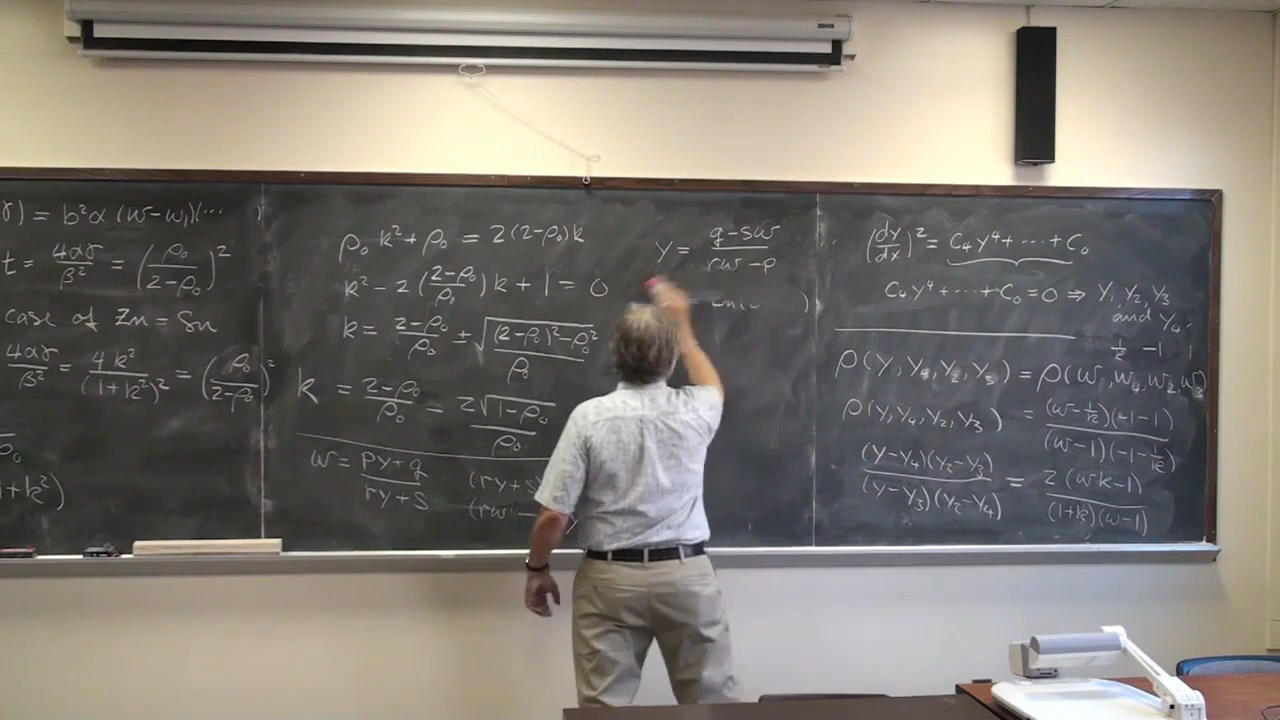 γ) = b²α (w-w₁)(...
t = 4αγ/β² = (ρ₀/(2-ρ₀))²
case of Zn = Sn
4αγ/β² = 4k²/(1+k²)² = (ρ₀/(2-ρ₀))²
ρ₀
1+k²)
ρ₀k²+ρ₀ = 2(2-ρ₀)k
k² - 2((2-ρ₀)/ρ₀)k + 1 = 0
k = (2-ρ₀)/ρ₀ ± √((2-ρ₀)²-ρ₀²)/ρ₀
k = (2-ρ₀)/ρ₀ = 2√(1-ρ₀)/ρ₀
w = (py+q)/(ry+s)
(ry+s
(rw-
y = (q-sw)/(rw-p)
)
(dy/dx)² = C₄y⁴+...+C₀
C₄y⁴+...+C₀ = 0 ⇒ y₁, y₂, y₃
and y₄.
1/k -1 1
ρ(y, y₄, y₂, y₃) = ρ(w, w₄, w₂, w₃)
ρ(y, y₄, y₂, y₃) = (w-1/k)(-1-1)/(w-1)(-1-1/k)
(y-y₄)(y₂-y₃)/(y-y₃)(y₂-y₄) = 2(wk-1)/(1+k)(w-1)